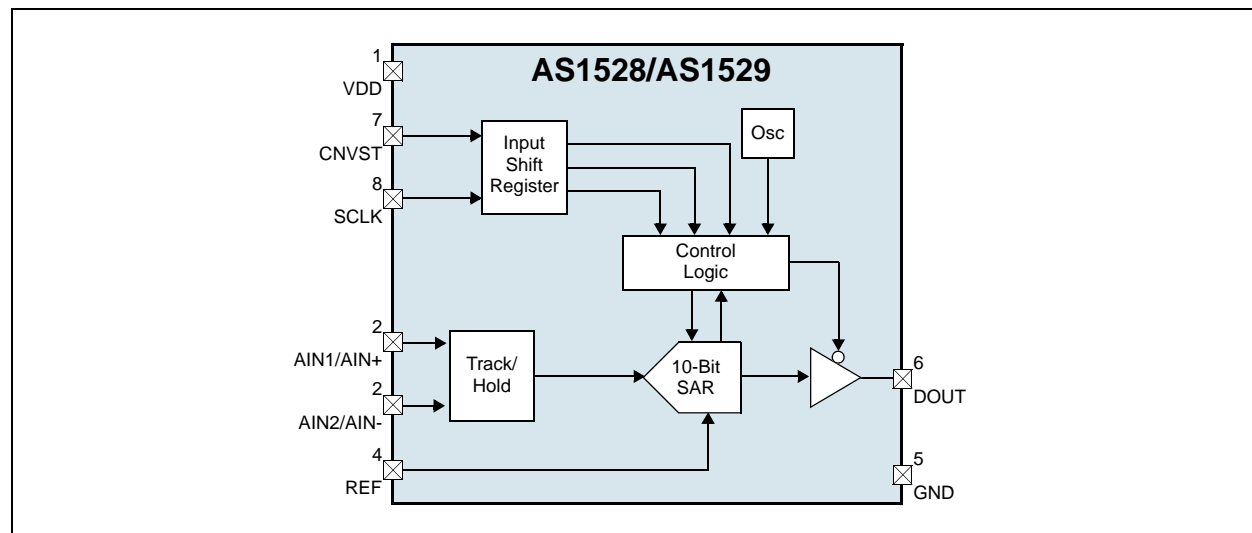 AS1528/AS1529
1
VDD
7
CNVST
8
SCLK
Input
Shift
Register
Osc
Control
Logic
2
AIN1/AIN+
2
AIN2/AIN-
Track/
Hold
10-Bit
SAR
6
DOUT
4
REF
5
GND